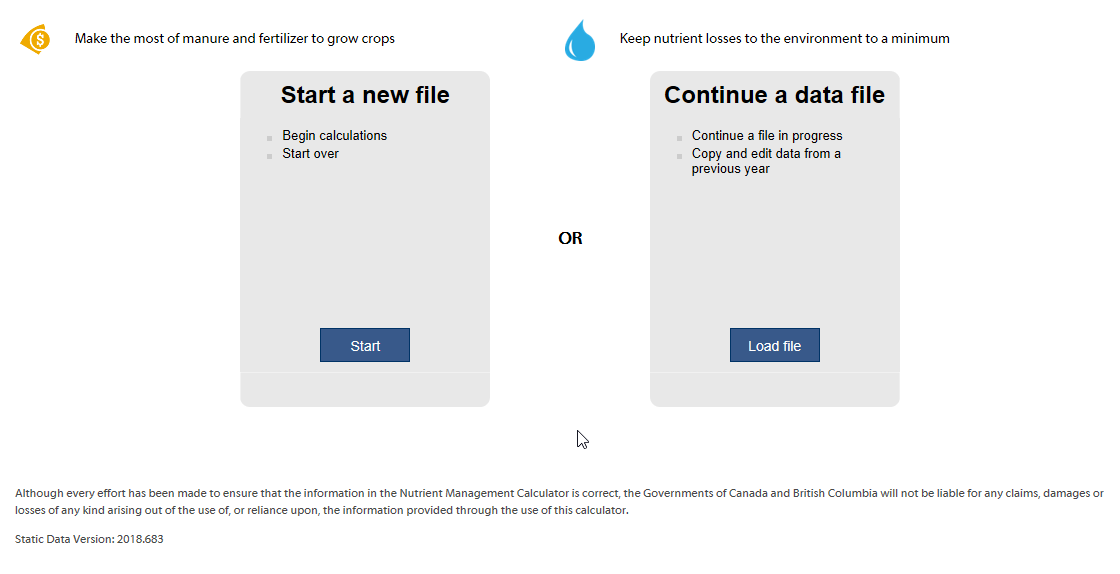 Make the most of manure and fertilizer to grow crops
Keep nutrient losses to the environment to a minimum
Start a new file
Begin calculations
Start over
Start
OR
Continue a data file
Continue a file in progress
Copy and edit data from a
previous year
Load file
Although every effort has been made to ensure that the information in the Nutrient Management Calculator is correct, the Governments of Canada and British Columbia will not be liable for any claims, damages or
losses of any kind arising out of the use of, or reliance upon, the information provided through the use of this calculator.
Static Data Version: 2018.683